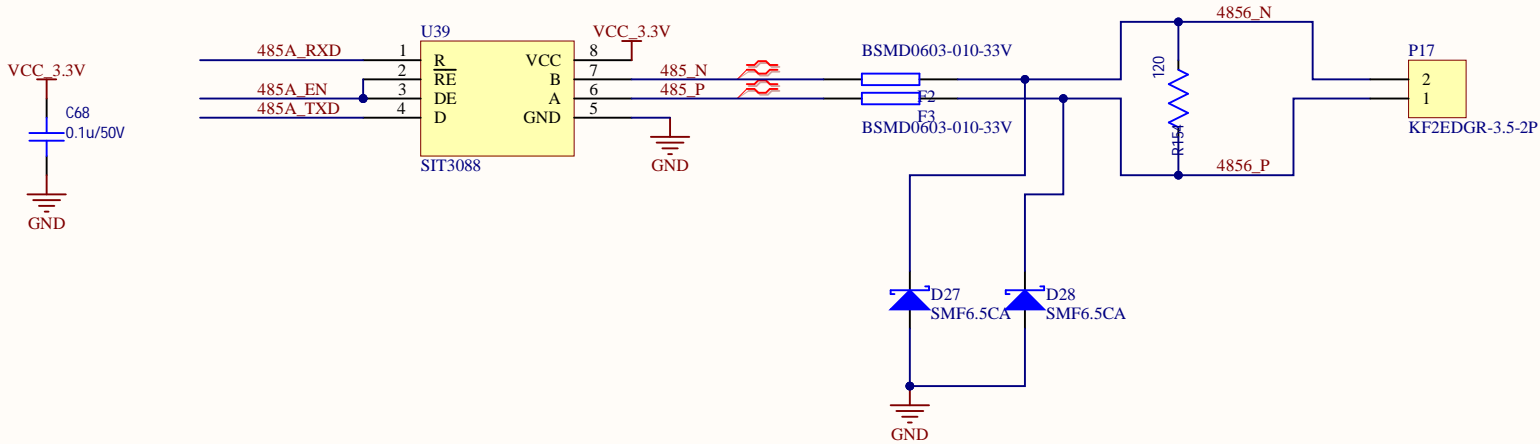 VCC_3.3V
C68
0.1u/50V
GND
485A_RXD
485A_EN
485A_TXD
1
2
3
4
U39
R
RE
DE
D
VCC
B
A
GND
SIT3088
8
7
6
5
VCC_3.3V
485_N
485_P
GND
BSMD0603-010-33V
F2
F3
BSMD0603-010-33V
D27
SMF6.5CA
D28
SMF6.5CA
GND
120
R154
4856_N
4856_P
P17
2
1
KF2EDGR-3.5-2P